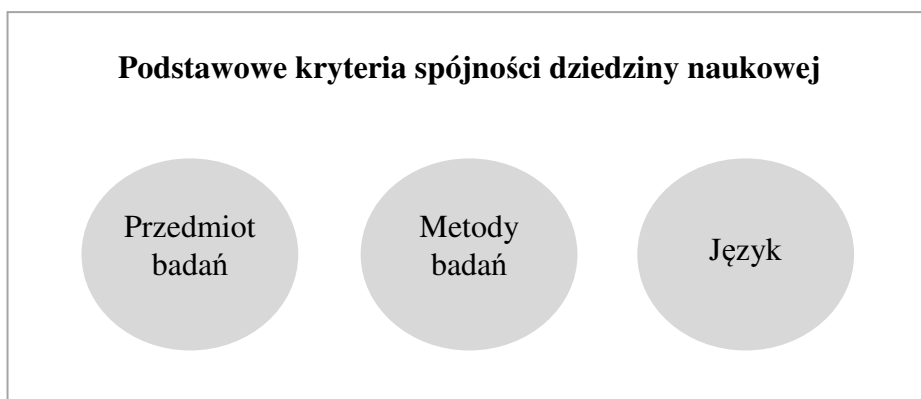 Podstawowe kryteria spójności dziedziny naukowej
Przedmiot
badań
Metody
badań
Język